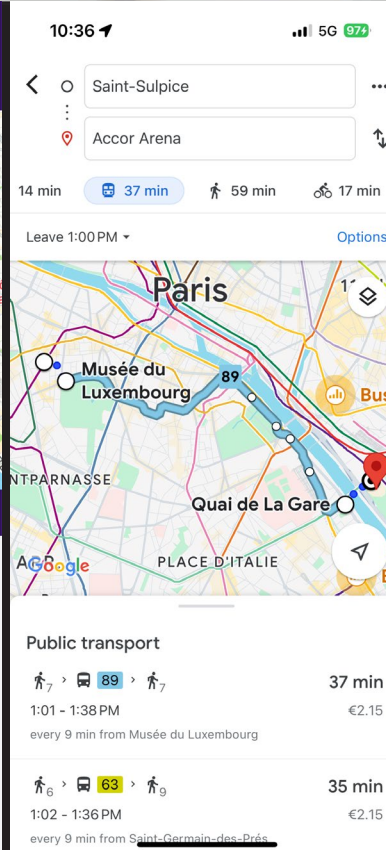 10:36
5G 97
Saint-Sulpice
Accor Arena
14 min 37 min 59 min 17 min
Leave 1:00 PM
Options
Paris
11
89
Musée du
Luxembourg
Bus
NTPARNASSE
Quai de La Gare
PLACE D'ITALIE
Google
Public transport
7 89 7 37 min
1:01 - 1:38 PM €2.15
every 9 min from Musée du Luxembourg
6 63 9 35 min
1:02 - 1:36 PM €2.15
every 9 min from Saint-Germain-des-Prés